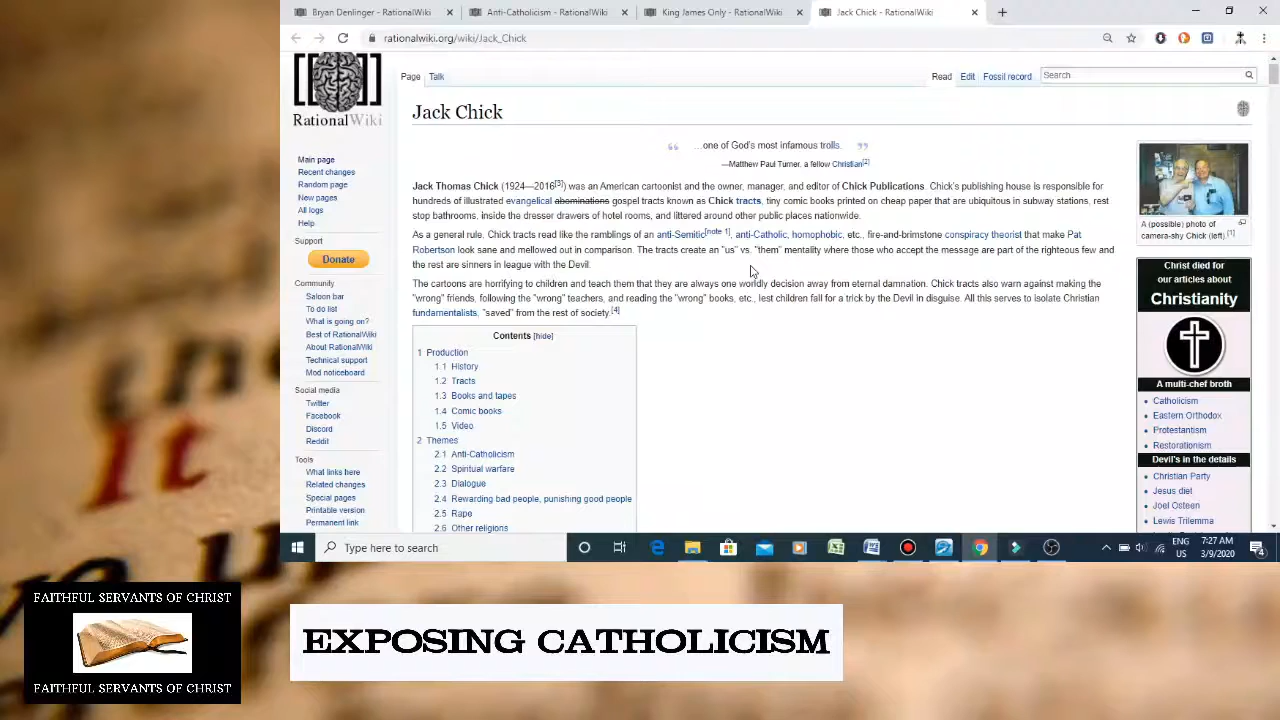 Bryan Denlinger - RationalWiki
Anti-Catholicism - RationalWiki
King James Only - RationalWiki
Jack Chick - RationalWiki
rationalwiki.org/wiki/Jack_Chick
RationalWiki
Page Talk
Read Edit Fossil record
Search
Jack Chick
“ ...one of God's most infamous trolls. ”
—Matthew Paul Turner, a fellow Christian[2]
Jack Thomas Chick (1924—2016[3]) was an American cartoonist and the owner, manager, and editor of Chick Publications. Chick's publishing house is responsible for
hundreds of illustrated evangelical abominations gospel tracts known as Chick tracts, tiny comic books printed on cheap paper that are ubiquitous in subway stations, rest
stop bathrooms, inside the dresser drawers of hotel rooms, and littered around other public places nationwide.
As a general rule, Chick tracts read like the ramblings of an anti-Semitic[note 1], anti-Catholic, homophobic, etc., fire-and-brimstone conspiracy theorist that make Pat
Robertson look sane and mellowed out in comparison. The tracts create an "us" vs. "them" mentality where those who accept the message are part of the righteous few and
the rest are sinners in league with the Devil.
The cartoons are horrifying to children and teach them that they are always one worldly decision away from eternal damnation. Chick tracts also warn against making the
"wrong" friends, following the "wrong" teachers, and reading the "wrong" books, etc., lest children fall for a trick by the Devil in disguise. All this serves to isolate Christian
fundamentalists, "saved" from the rest of society.[4]
Contents [hide]
1 Production
1.1 History
1.2 Tracts
1.3 Books and tapes
1.4 Comic books
1.5 Video
2 Themes
2.1 Anti-Catholicism
2.2 Spiritual warfare
2.3 Dialogue
2.4 Rewarding bad people, punishing good people
2.5 Rape
2.6 Other religions
Main page
Recent changes
Random page
New pages
All logs
Help
Support
Donate
Community
Saloon bar
To do list
What is going on?
Best of RationalWiki
About RationalWiki
Technical support
Mod noticeboard
Social media
Twitter
Facebook
Discord
Reddit
Tools
What links here
Related changes
Special pages
Printable version
Permanent link
A (possible) photo of
camera-shy Chick (left).[1]
Christ died for
our articles about
Christianity
A multi-chef broth
Catholicism
Eastern Orthodox
Protestantism
Restorationism
Devil's in the details
Christian Party
Jesus diet
Joel Osteen
Lewis Trilemma
Type here to search
ENG
US
7:27 AM
3/9/2020
4
It
FAITHFUL SERVANTS OF CHRIST
FAITHFUL SERVANTS OF CHRIST
EXPOSING CATHOLICISM